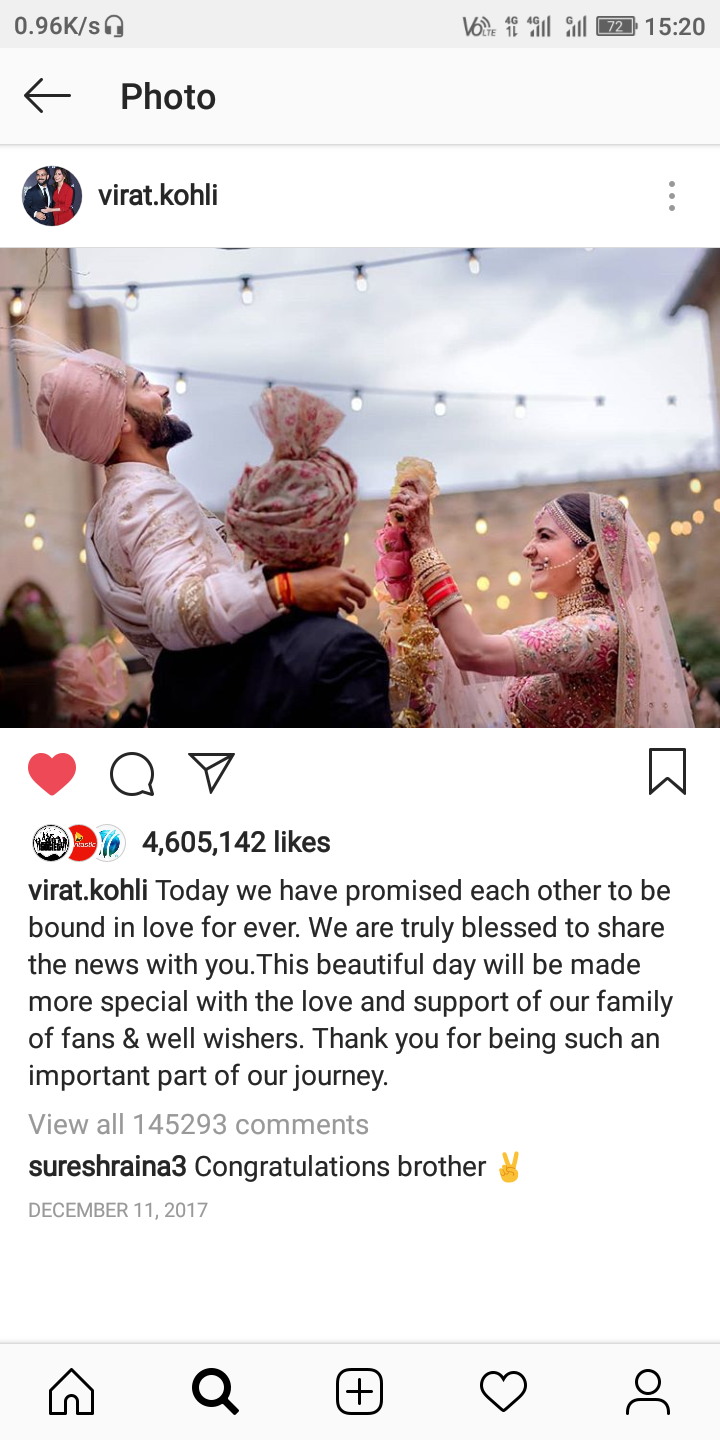 0.96K/s VoLTE 4G 4G G 72 15:20
Photo
virat.kohli
4,605,142 likes
virat.kohli Today we have promised each other to be
bound in love for ever. We are truly blessed to share
the news with you.This beautiful day will be made
more special with the love and support of our family
of fans & well wishers. Thank you for being such an
important part of our journey.
View all 145293 comments
sureshraina3 Congratulations brother ✌
DECEMBER 11, 2017